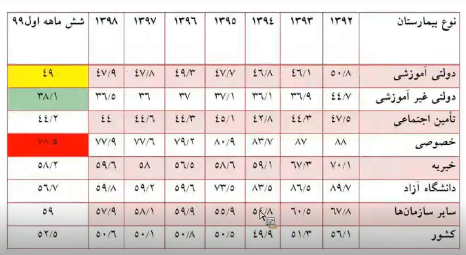 نوع بیمارستان ۱۳۹۲ ۱۳۹۳ ۱۳۹۴ ۱۳۹۵ ۱۳۹۶ ۱۳۹۷ ۱۳۹۸ شش ماهه اول۹۹
دولتی آموزشی ۵۰/۸ ۴۶/۱ ۴۶/۸ ۴۷/۷ ۴۹/۳ ۴۷/۸ ۴۷/۹ ۴۹
دولتی غیر آموزشی ۴۴/۷ ۳۶/۹ ۳۶/۱ ۳۷/۱ ۳۷ ۳۶ ۳۶/۵ ۳۸/۱
تأمین اجتماعی ۴۷/۵ ۴۴/۳ ۴۲/۸ ۴۵/۱ ۴۴/۳ ۴۴/۶ ۴۴ ۴۴/۲
خصوصی ۸۸ ۸۷ ۸۳/۷ ۸۰/۹ ۷۹/۲ ۷۷/۶ ۷۷/۹ ۷۸/۵
خیریه ۷۰/۱ ۶۷/۳ ۵۹/۱ ۵۸/۶ ۵۶/۵ ۵۸ ۵۹/۶ ۵۸/۲
دانشگاه آزاد ۸۹/۷ ۸۶/۵ ۸۳/۵ ۷۳/۵ ۵۹/۶ ۵۹/۲ ۵۹/۸ ۵۶/۷
سایر سازمان‌ها ۶۷/۸ ۶۰/۵ ۵۵/۹ ۵۹/۹ ۵۸/۱ ۵۷/۹ ۵۹
کشور ۵۶/۱ ۵۱/۳ ۴۹/۹ ۵۰/۵ ۵۰/۸ ۵۰/۱ ۵۰/۶ ۵۲/۵